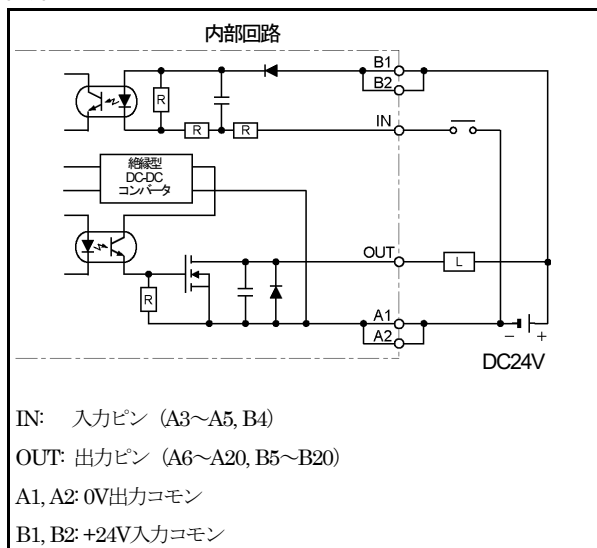 内部回路
B1
B2
R
IN
R
R
絶縁型
DC-DC
コンバータ
OUT
L
R
A1
A2
− +
DC24V
IN: 入力ピン (A3～A5, B4)
OUT: 出力ピン (A6～A20, B5～B20)
A1, A2: 0V出力コモン
B1, B2: +24V入力コモン